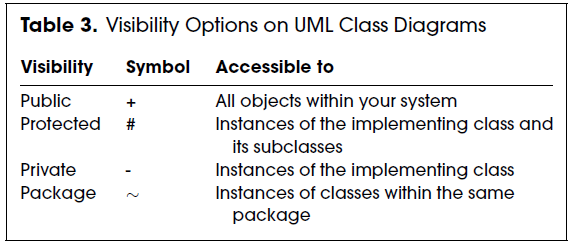 Table 3. Visibility Options on UML Class Diagrams
Visibility Symbol Accessible to
Public + All objects within your system
Protected # Instances of the implementing class and
its subclasses
Private - Instances of the implementing class
Package ~ Instances of classes within the same
package